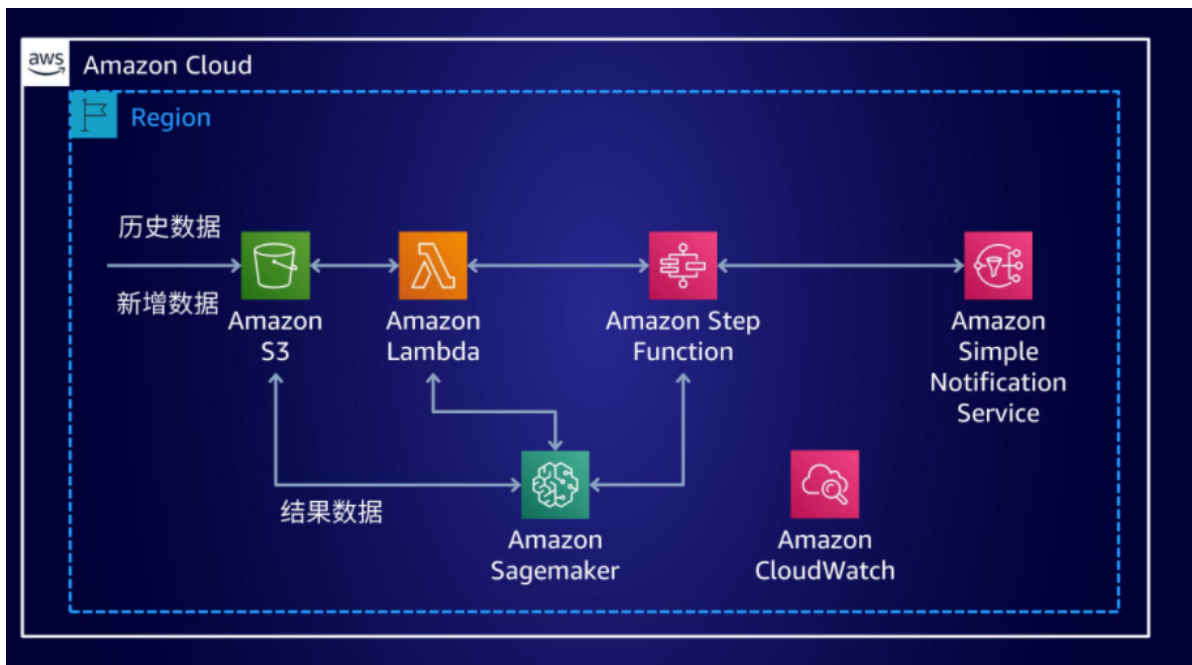 aws
Amazon Cloud
Region
历史数据
新增数据
Amazon
S3
Amazon
Lambda
Amazon Step
Function
Amazon
Simple
Notification
Service
结果数据
Amazon
Sagemaker
Amazon
CloudWatch